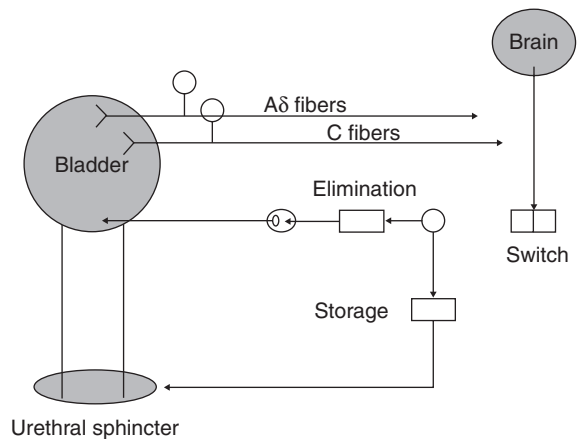 Brain
Aδ fibers
C fibers
Bladder
Elimination
Switch
Storage
Urethral sphincter